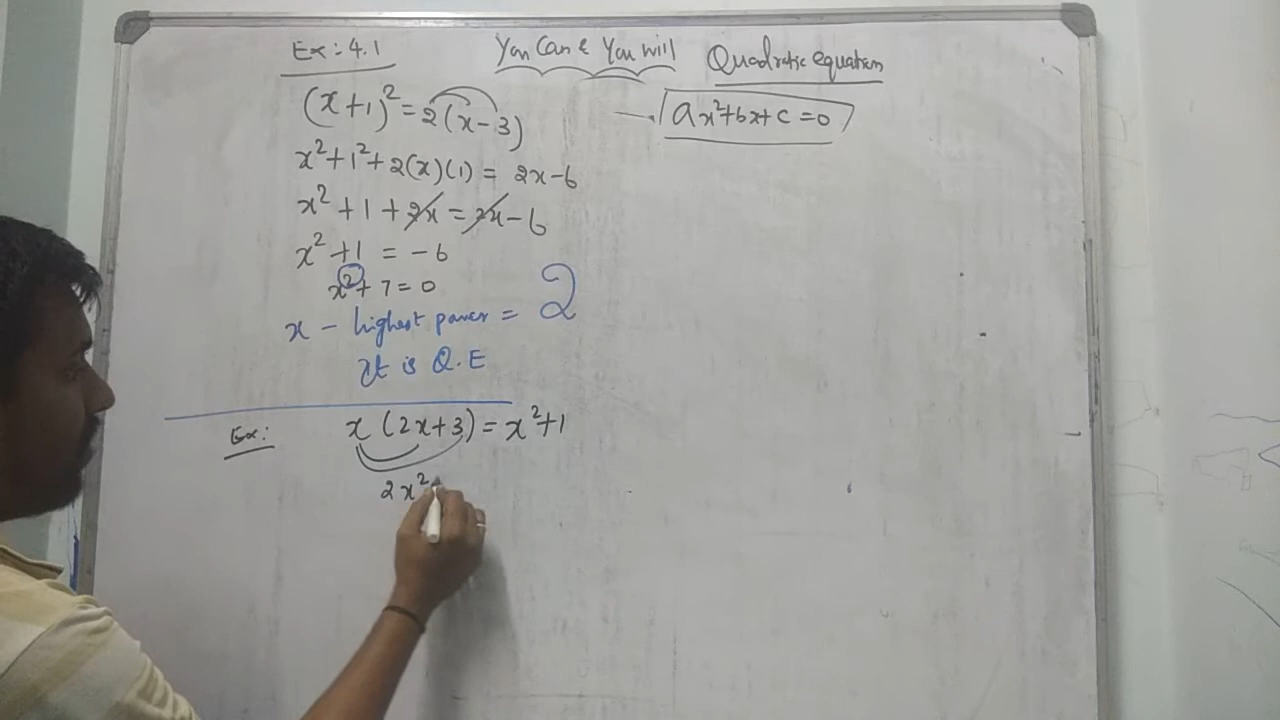 Ex: 4.1
You Can & You Will
Quadratic equation
(x+1)² = 2(x-3)
ax²+bx+c=0
x²+1²+2(x)(1) = 2x-6
x²+1+2x = 2x-6
x²+1 = -6
x²+7=0
x - highest power = 2
It is Q.E
Ex: x(2x+3) = x²+1
2x²